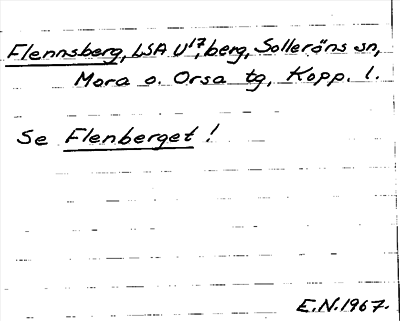 Flennsberg, LSA U17, berg, Solleröns sn,
Mora o. Orsa tg, Kopp. l.
Se Flenberget!
E.N. 1967.